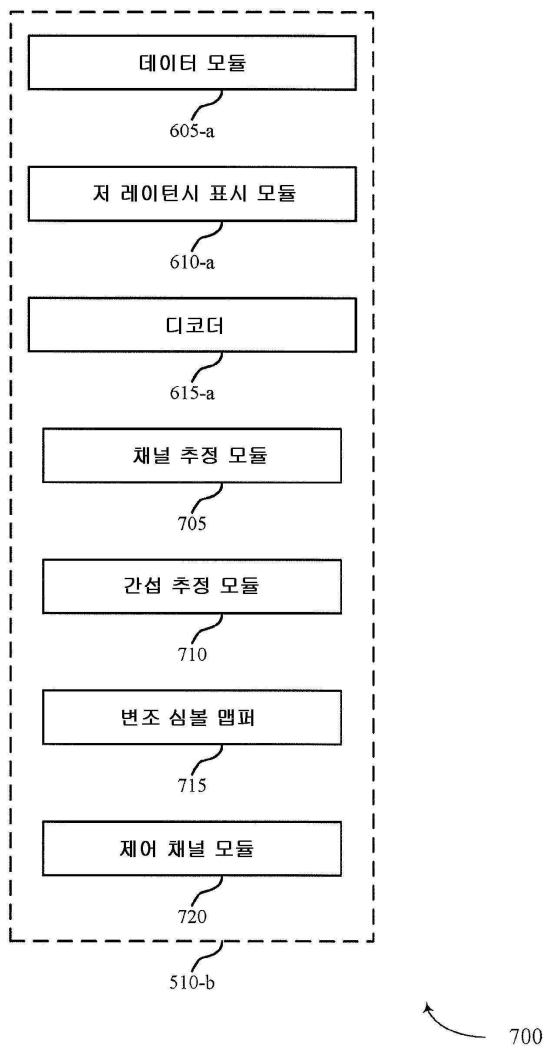 데이터 모듈
605-a
저 레이턴시 표시 모듈
610-a
디코더
615-a
채널 추정 모듈
705
간섭 추정 모듈
710
변조 심볼 맵퍼
715
제어 채널 모듈
720
510-b
700